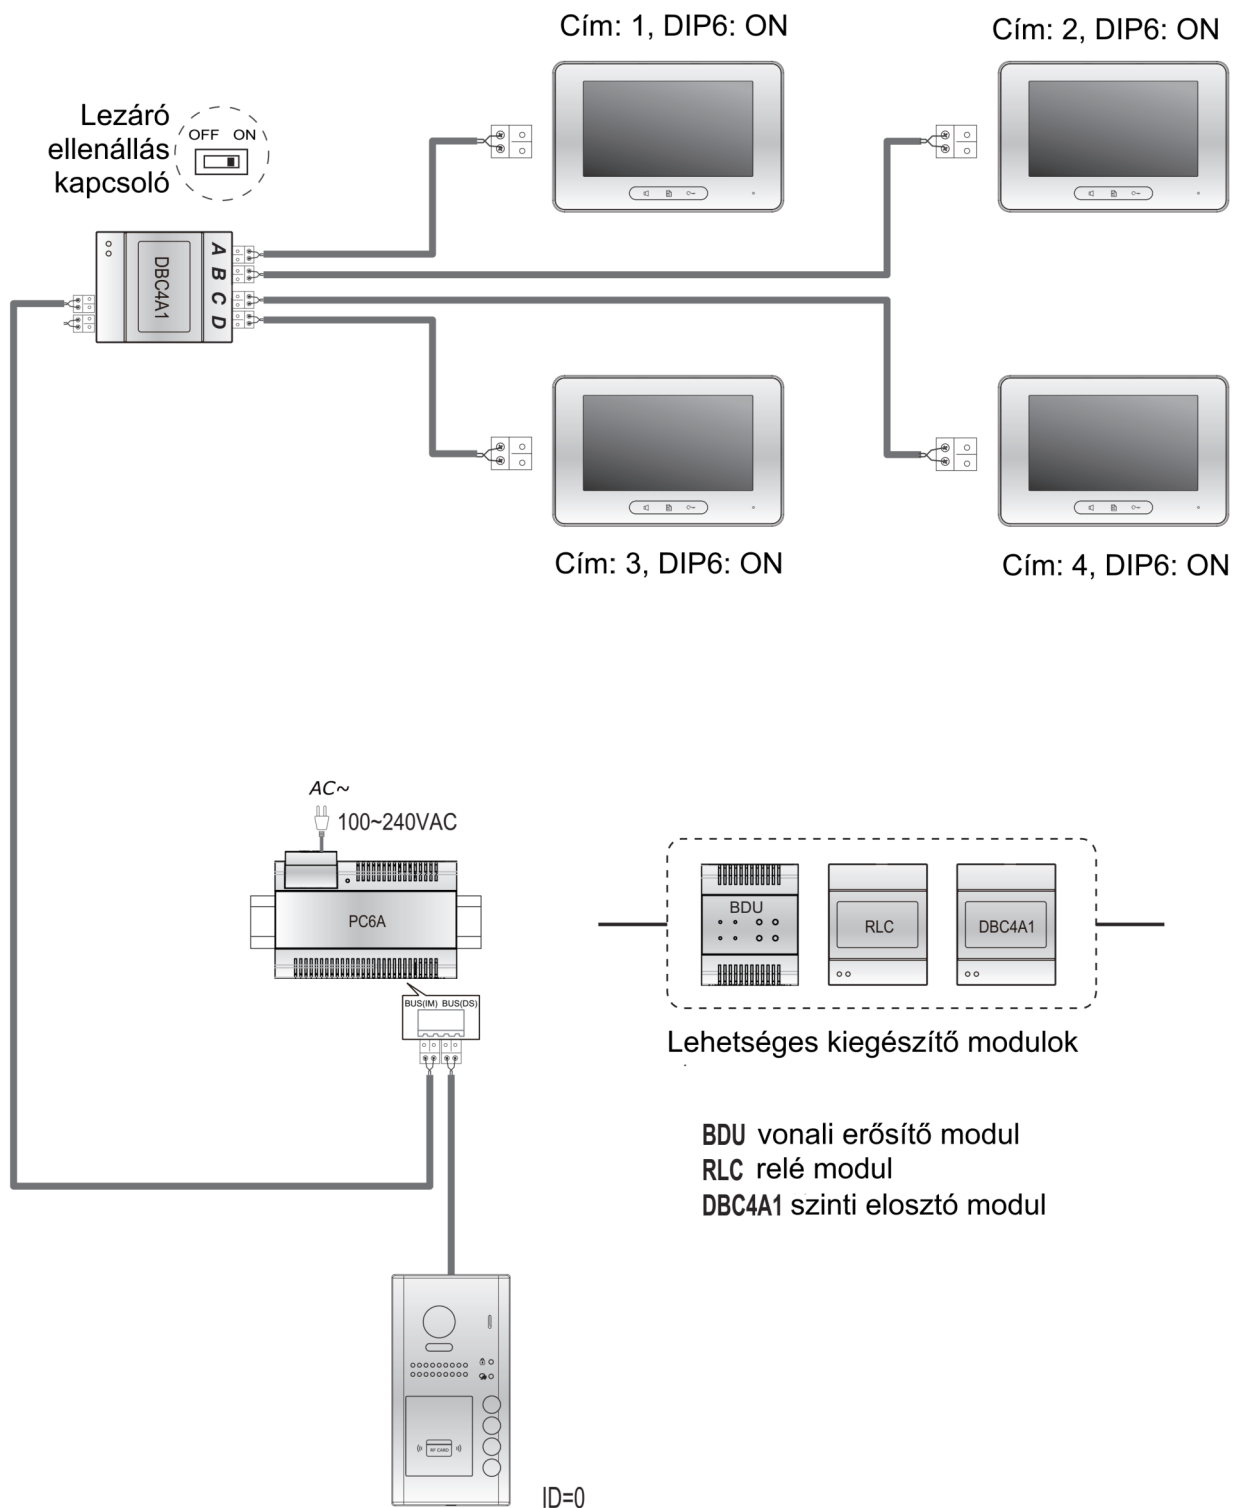 Cím: 1, DIP6: ON
Cím: 2, DIP6: ON
Lezáró
ellenállás
kapcsoló
OFF ON
DBC4A1
A
B
C
D
Cím: 3, DIP6: ON
Cím: 4, DIP6: ON
AC~
100~240VAC
PC6A
BUS(IM) BUS(DS)
BDU
RLC
DBC4A1
Lehetséges kiegészítő modulok
BDU vonali erősítő modul
RLC relé modul
DBC4A1 szinti elosztó modul
RF CARD
ID=0